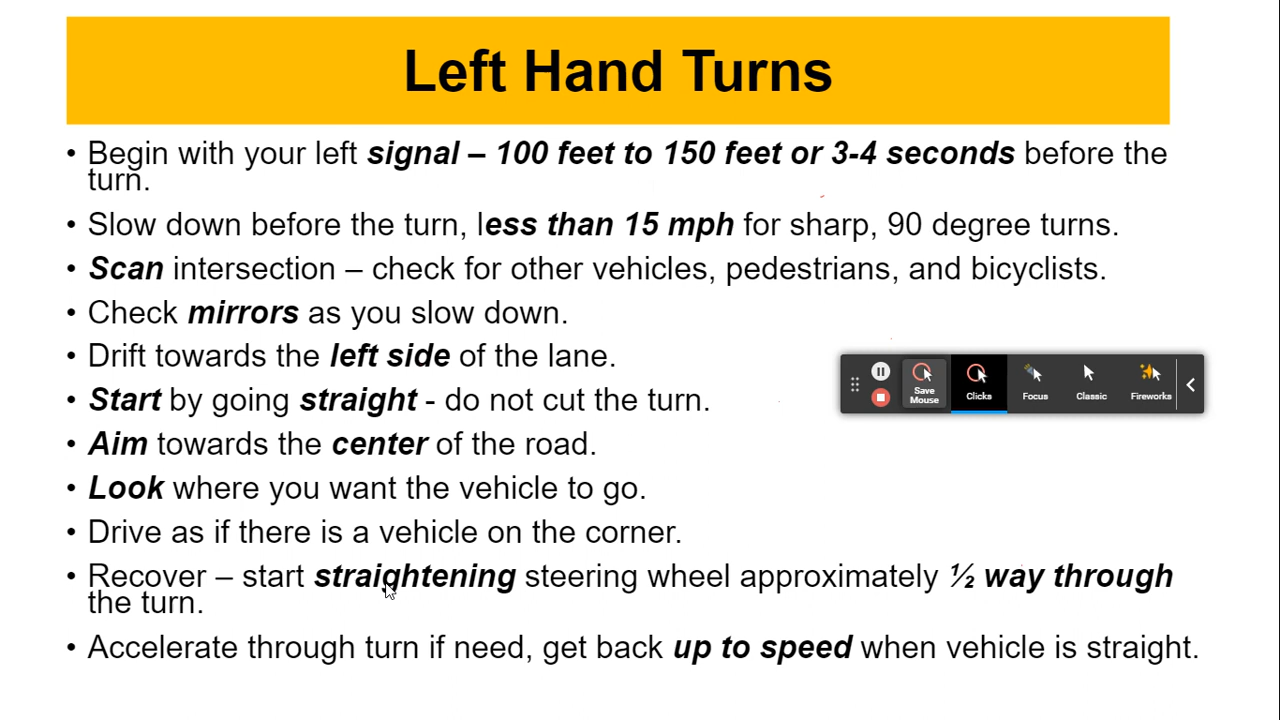 Left Hand Turns
• Begin with your left signal – 100 feet to 150 feet or 3-4 seconds before the
turn.
• Slow down before the turn, less than 15 mph for sharp, 90 degree turns.
• Scan intersection – check for other vehicles, pedestrians, and bicyclists.
• Check mirrors as you slow down.
• Drift towards the left side of the lane.
• Start by going straight - do not cut the turn.
• Aim towards the center of the road.
• Look where you want the vehicle to go.
• Drive as if there is a vehicle on the corner.
• Recover – start straightening steering wheel approximately ½ way through
the turn.
• Accelerate through turn if need, get back up to speed when vehicle is straight.
Save
Mouse
Clicks
Focus
Classic
Fireworks